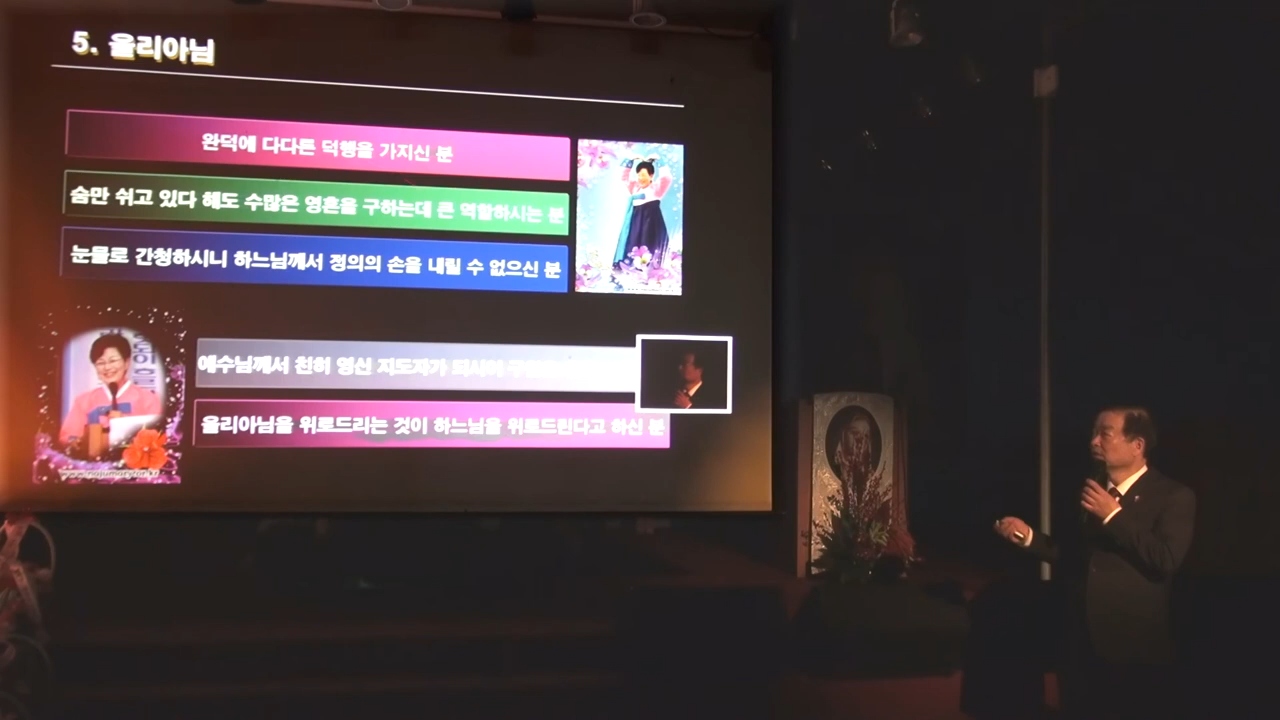 5. 율리아님
완덕에 다다른 덕행을 가지신 분
숨만 쉬고 있다 해도 수많은 영혼을 구하는데 큰 역할하시는 분
눈물로 간청하시니 하느님께서 정의의 손을 내릴 수 없으신 분
예수님께서 친히 영신 지도자가 되시어
율리아님을 위로드리는 것이 하느님을 위로드린다고 하신 분
www.najumary.or.kr